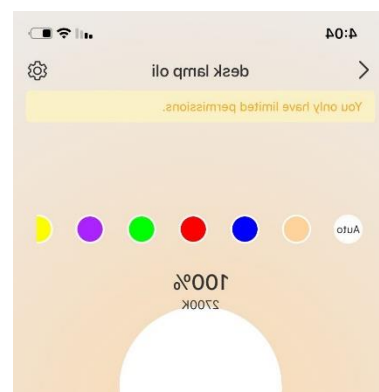 4:04
desk lamp oli
You only have limited permissions.
Auto
100%
2700K